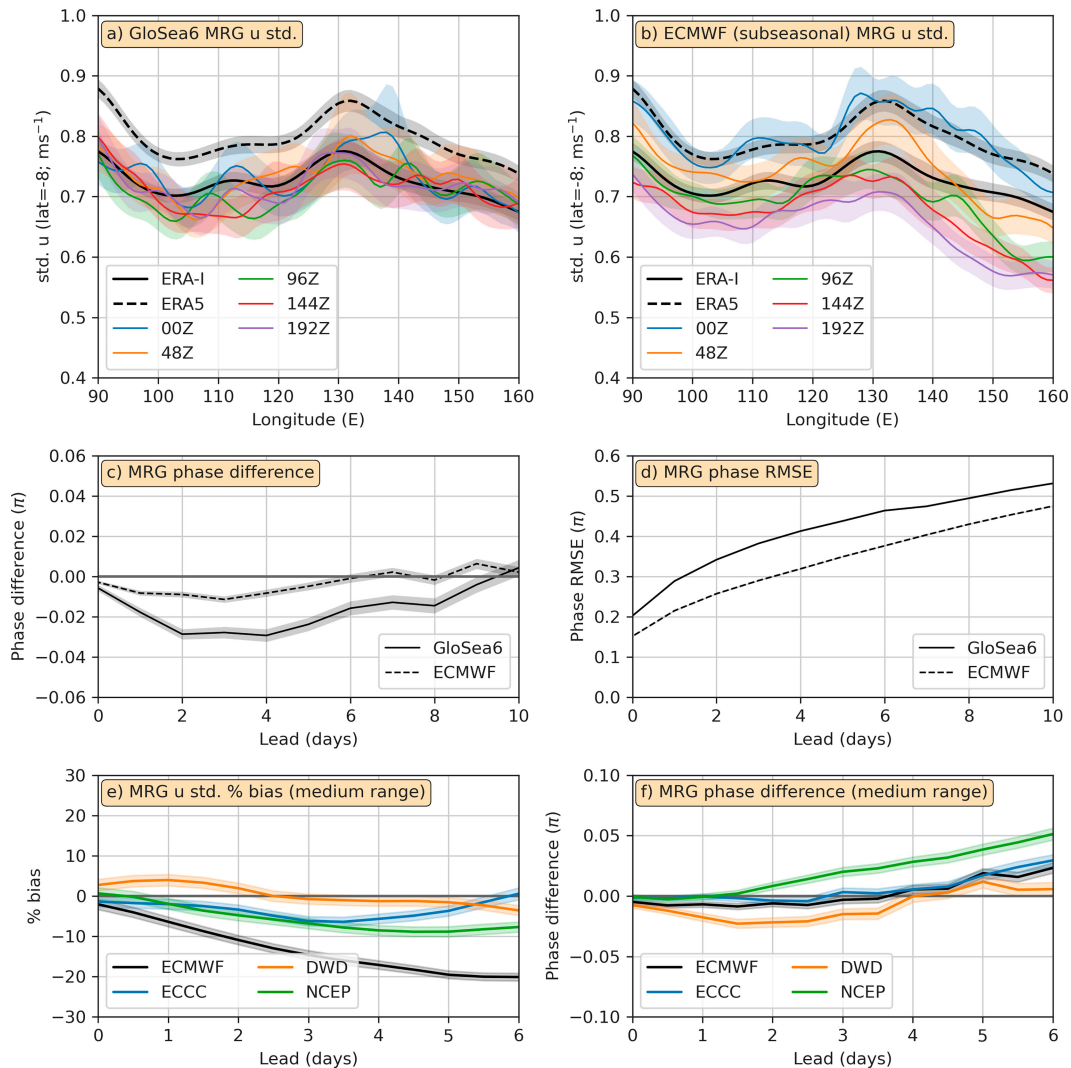 a) GloSea6 MRG u std.
1.0
0.9
0.8
0.7
0.6
0.5
0.4
std. u (lat=-8; ms⁻¹)
ERA-I
ERA5
00Z
48Z
96Z
144Z
192Z
90 100 110 120 130 140 150 160
Longitude (E)
b) ECMWF (subseasonal) MRG u std.
1.0
0.9
0.8
0.7
0.6
0.5
0.4
std. u (lat=-8; ms⁻¹)
ERA-I
ERA5
00Z
48Z
96Z
144Z
192Z
90 100 110 120 130 140 150 160
Longitude (E)
c) MRG phase difference
0.06
0.04
0.02
0.00
−0.02
−0.04
−0.06
Phase difference (π)
GloSea6
ECMWF
0 2 4 6 8 10
Lead (days)
d) MRG phase RMSE
0.6
0.5
0.4
0.3
0.2
0.1
0.0
Phase RMSE (π)
GloSea6
ECMWF
0 2 4 6 8 10
Lead (days)
e) MRG u std. % bias (medium range)
30
20
10
0
−10
−20
−30
% bias
ECMWF
ECCC
DWD
NCEP
0 1 2 3 4 5 6
Lead (days)
f) MRG phase difference (medium range)
0.10
0.05
0.00
−0.05
−0.10
Phase difference (π)
ECMWF
ECCC
DWD
NCEP
0 1 2 3 4 5 6
Lead (days)